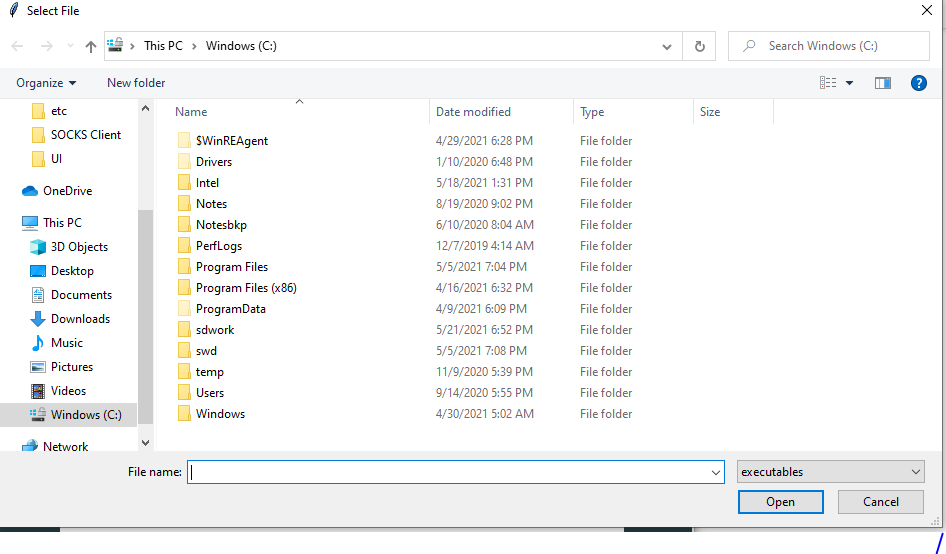 Select File
This PC > Windows (C:)
Search Windows (C:)
Organize
New folder
?
etc
SOCKS Client
UI
OneDrive
This PC
3D Objects
Desktop
Documents
Downloads
Music
Pictures
Videos
Windows (C:)
Network
Name Date modified Type Size
$WinREAgent 4/29/2021 6:28 PM File folder
Drivers 1/10/2020 6:48 PM File folder
Intel 5/18/2021 1:31 PM File folder
Notes 8/19/2020 9:02 PM File folder
Notesbkp 6/10/2020 8:04 AM File folder
PerfLogs 12/7/2019 4:14 AM File folder
Program Files 5/5/2021 7:04 PM File folder
Program Files (x86) 4/16/2021 6:32 PM File folder
ProgramData 4/9/2021 6:09 PM File folder
sdwork 5/21/2021 6:52 PM File folder
swd 5/5/2021 7:08 PM File folder
temp 11/9/2020 5:39 PM File folder
Users 9/14/2020 5:55 PM File folder
Windows 4/30/2021 5:02 AM File folder
File name:
executables
Open
Cancel